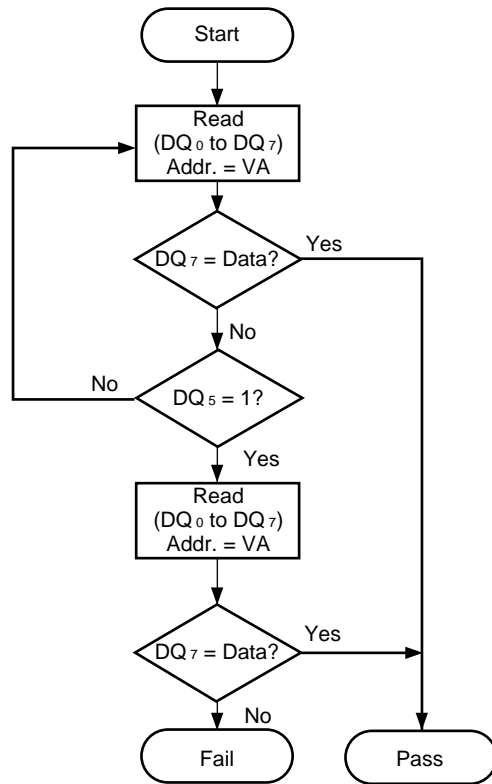 Start
Read
(DQ0 to DQ7)
Addr. = VA
DQ7 = Data?
Yes
No
No
DQ5 = 1?
Yes
Read
(DQ0 to DQ7)
Addr. = VA
DQ7 = Data?
Yes
No
Fail
Pass